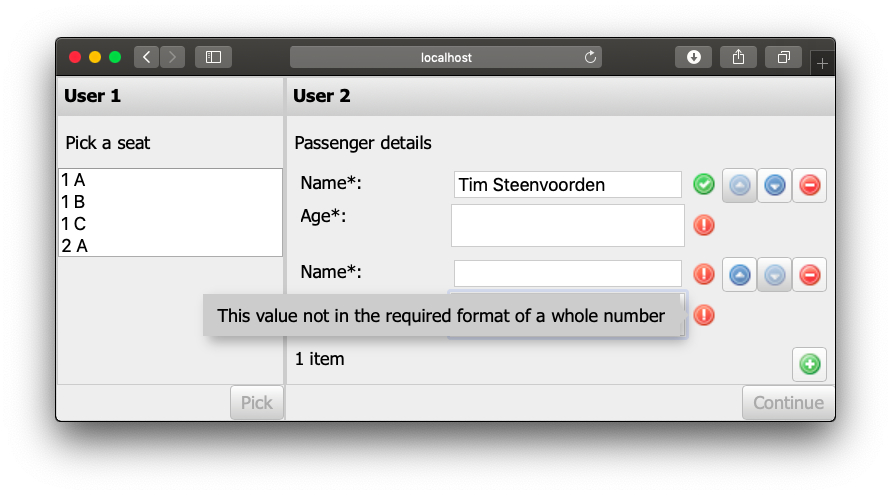 localhost
User 1
User 2
Pick a seat
1 A
1 B
1 C
2 A
Pick
Passenger details
Name*:
Tim Steenvoorden
Age*:
Name*:
This value not in the required format of a whole number
1 item
Continue